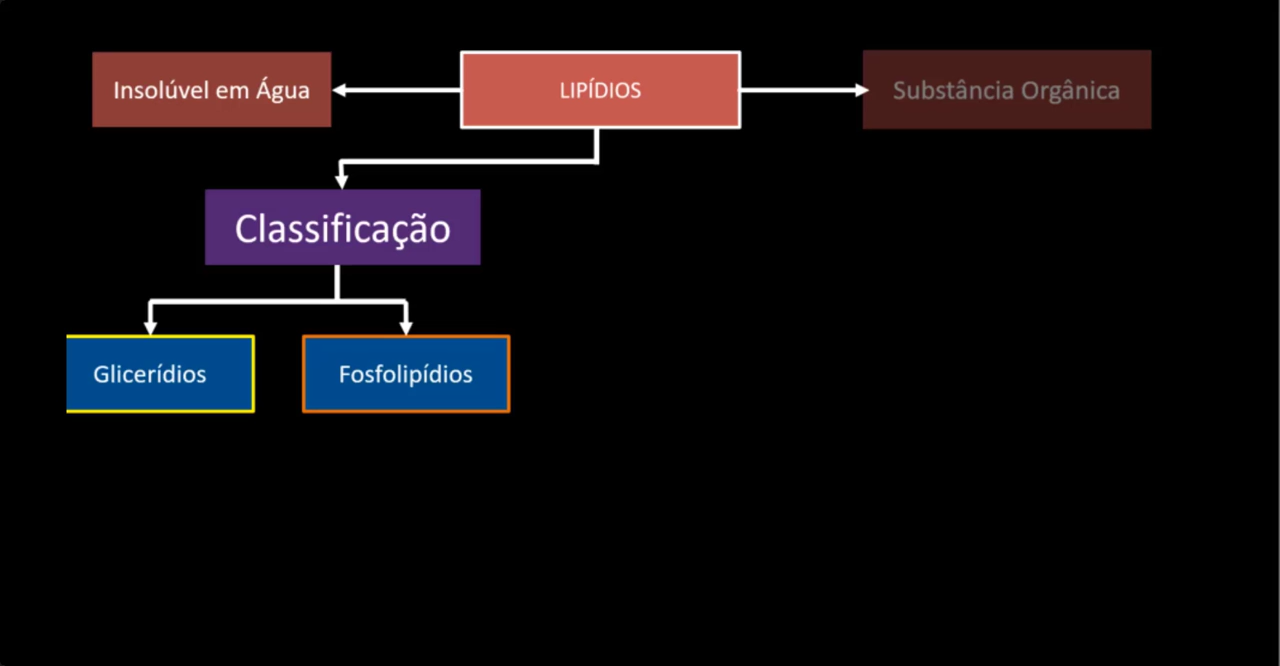 Insolúvel em Água
LIPÍDIOS
Substância Orgânica
Classificação
Glicerídios
Fosfolipídios